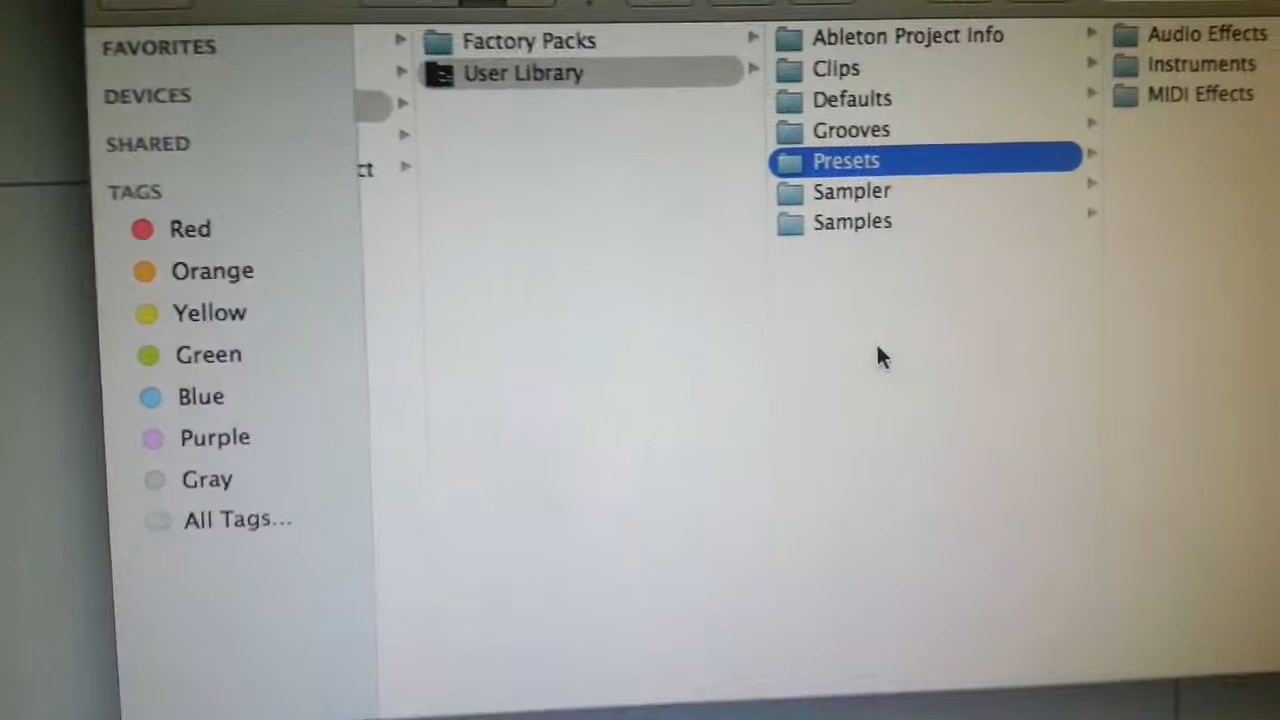 FAVORITES
DEVICES
SHARED
TAGS
Red
Orange
Yellow
Green
Blue
Purple
Gray
All Tags...
ct
Factory Packs
User Library
Ableton Project Info
Clips
Defaults
Grooves
Presets
Sampler
Samples
Audio Effects
Instruments
MIDI Effects